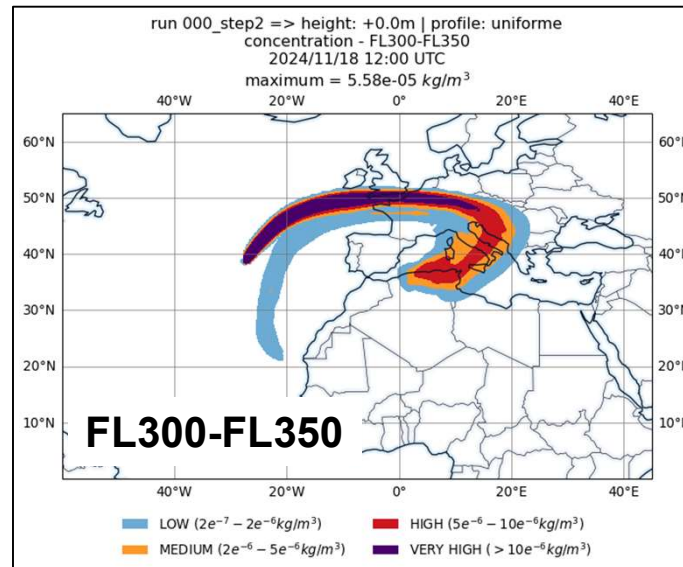 run 000_step2 => height: +0.0m | profile: uniforme
concentration - FL300-FL350
2024/11/18 12:00 UTC
maximum = 5.58e-05 kg/m³
40°W 20°W 0° 20°E 40°E
60°N 60°N
50°N 50°N
40°N 40°N
30°N 30°N
20°N 20°N
10°N 10°N
FL300-FL350
40°W 20°W 0° 20°E 40°E
LOW (2e⁻⁷ − 2e⁻⁶kg/m³) HIGH (5e⁻⁶ − 10e⁻⁶kg/m³)
MEDIUM (2e⁻⁶ − 5e⁻⁶kg/m³) VERY HIGH (> 10e⁻⁶kg/m³)